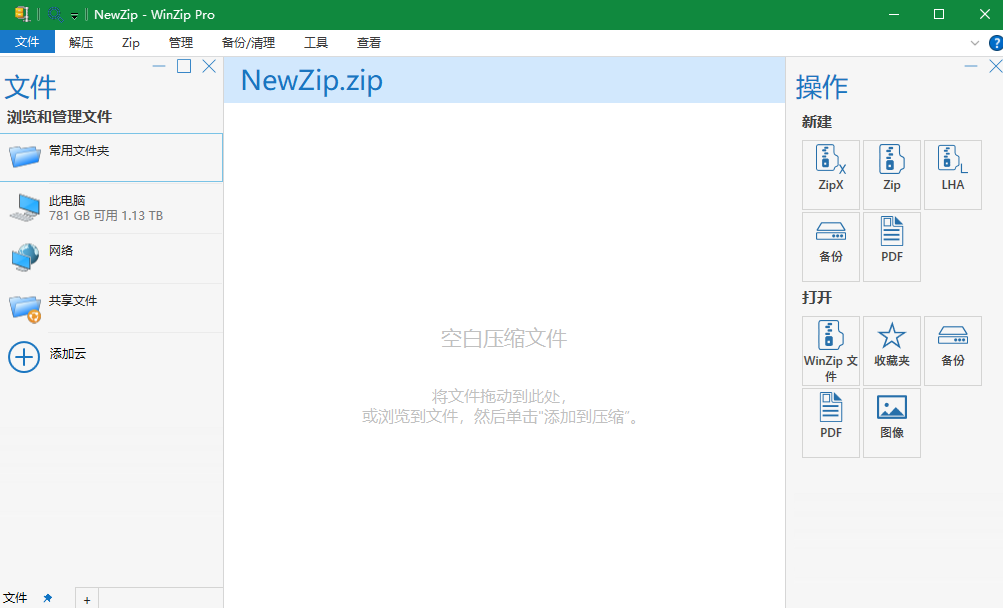 NewZip - WinZip Pro
文件 解压 Zip 管理 备份/清理 工具 查看
?
文件
浏览和管理文件
常用文件夹
此电脑
781 GB 可用 1.13 TB
网络
共享文件
添加云
文件 +
NewZip.zip
空白压缩文件
将文件拖动到此处，
或浏览到文件，然后单击“添加到压缩”。
操作
新建
ZipX Zip LHA
备份 PDF
打开
WinZip 文件 收藏夹 备份
PDF 图像